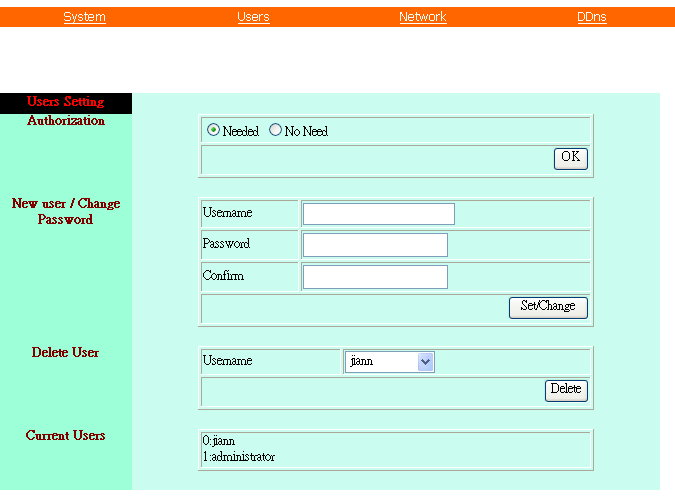 System Users Network DDns
Users Setting
Authorization
Needed No Need
OK
New user / Change
Password
Username
Password
Confirm
Set/Change
Delete User
Username jiann
Delete
Current Users
0:jiann
1:administrator